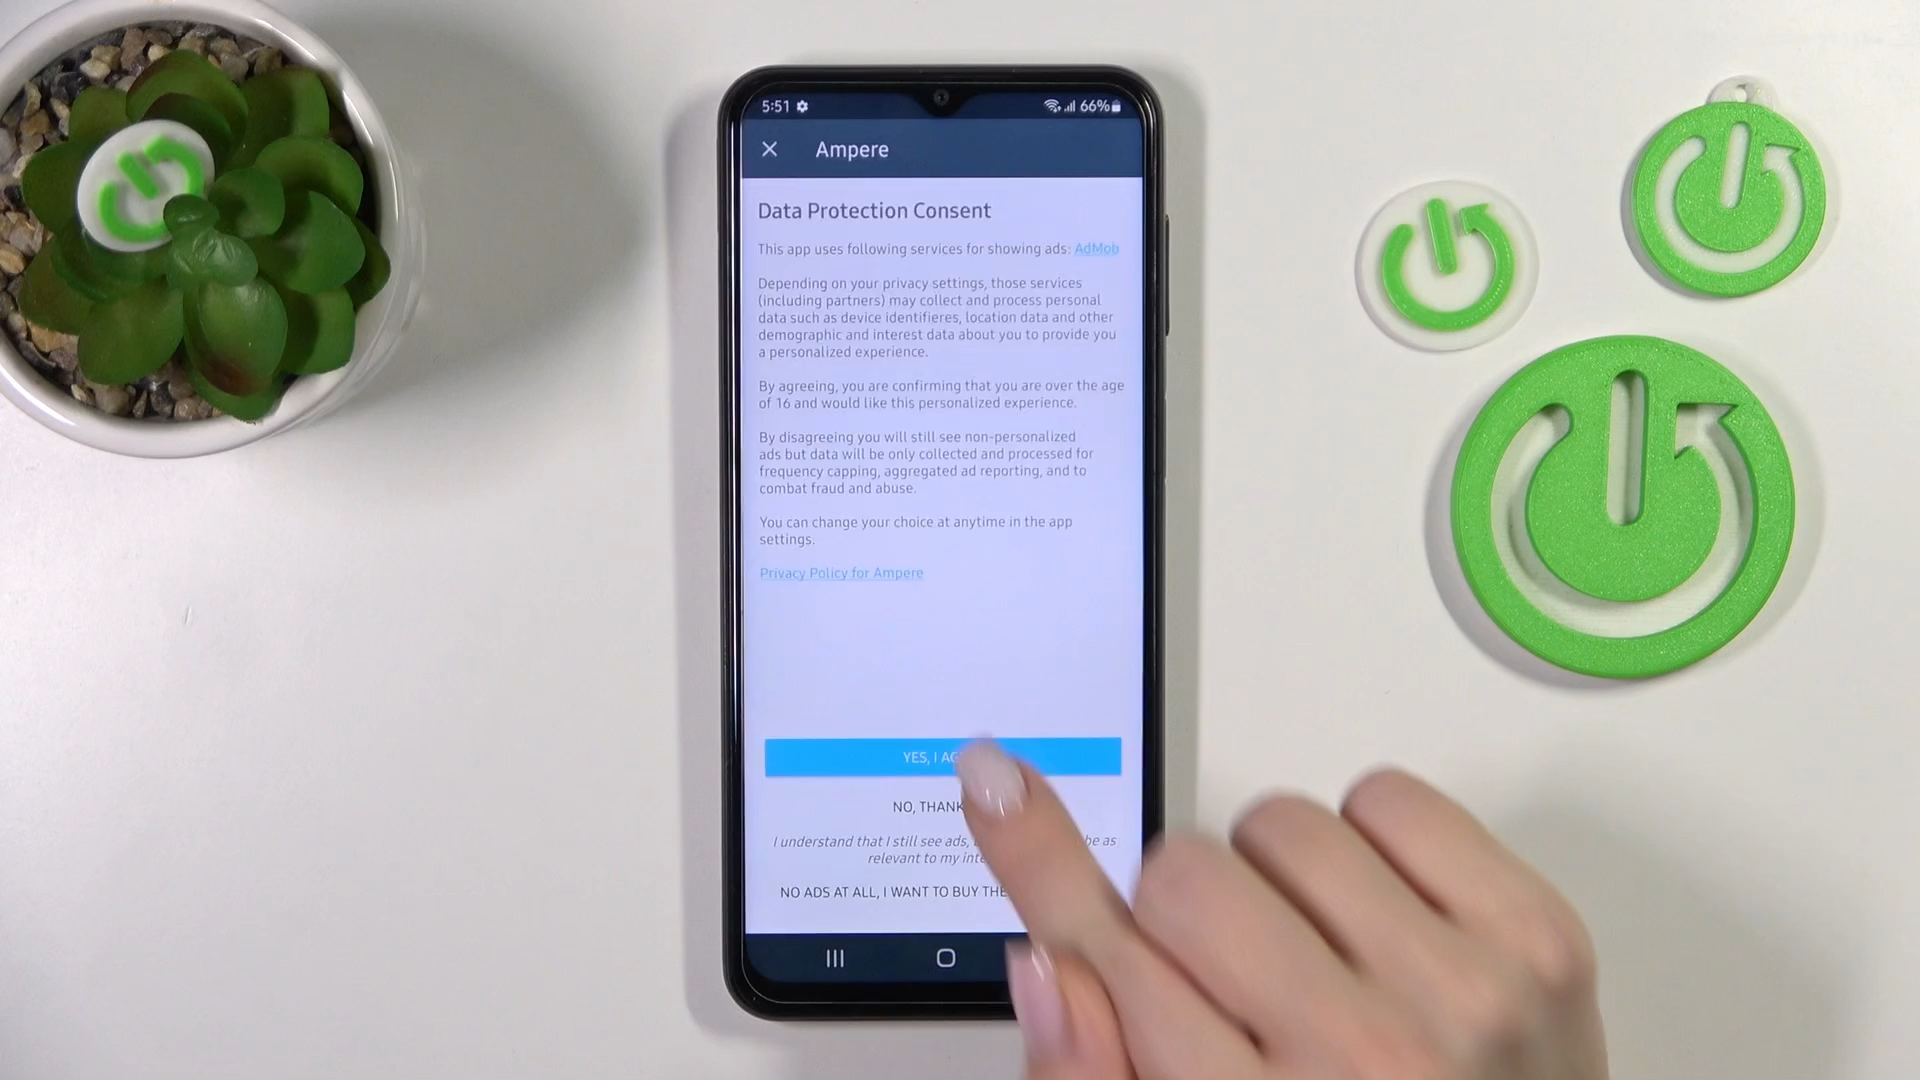 5:51 66%
Ampere
Data Protection Consent
This app uses following services for showing ads: AdMob
Depending on your privacy settings, those services
(including partners) may collect and process personal
data such as device identifieres, location data and other
demographic and interest data about you to provide you
a personalized experience.
By agreeing, you are confirming that you are over the age
of 16 and would like this personalized experience.
By disagreeing you will still see non-personalized
ads but data will be only collected and processed for
frequency capping, aggregated ad reporting, and to
combat fraud and abuse.
You can change your choice at anytime in the app
settings.
Privacy Policy for Ampere
YES, I
NO,
I understand that I still see ads, be as
relevant to my
NO ADS AT ALL, I WANT TO BUY